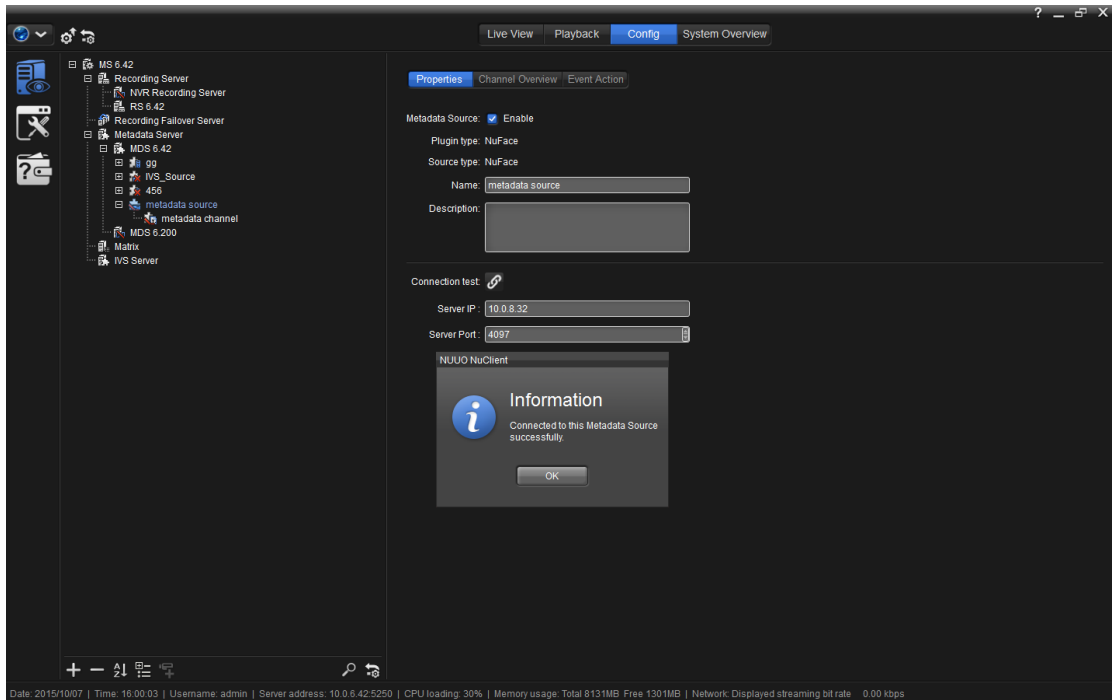 ?
Live View Playback Config System Overview
MS 6.42
Recording Server
NVR Recording Server
RS 6.42
Recording Failover Server
Metadata Server
MDS 6.42
gg
IVS_Source
456
metadata source
metadata channel
MDS 6.200
Matrix
IVS Server
Properties Channel Overview Event Action
Metadata Source: Enable
Plugin type: NuFace
Source type: NuFace
Name: metadata source
Description:
Connection test:
Server IP : 10.0.8.32
Server Port : 4097
NUUO NuClient
Information
Connected to this Metadata Source
successfully.
OK
Date: 2015/10/07 | Time: 16:00:03 | Username: admin | Server address: 10.0.6.42:5250 | CPU loading: 30% | Memory usage: Total 8131MB Free 1301MB | Network: Displayed streaming bit rate 0.00 kbps